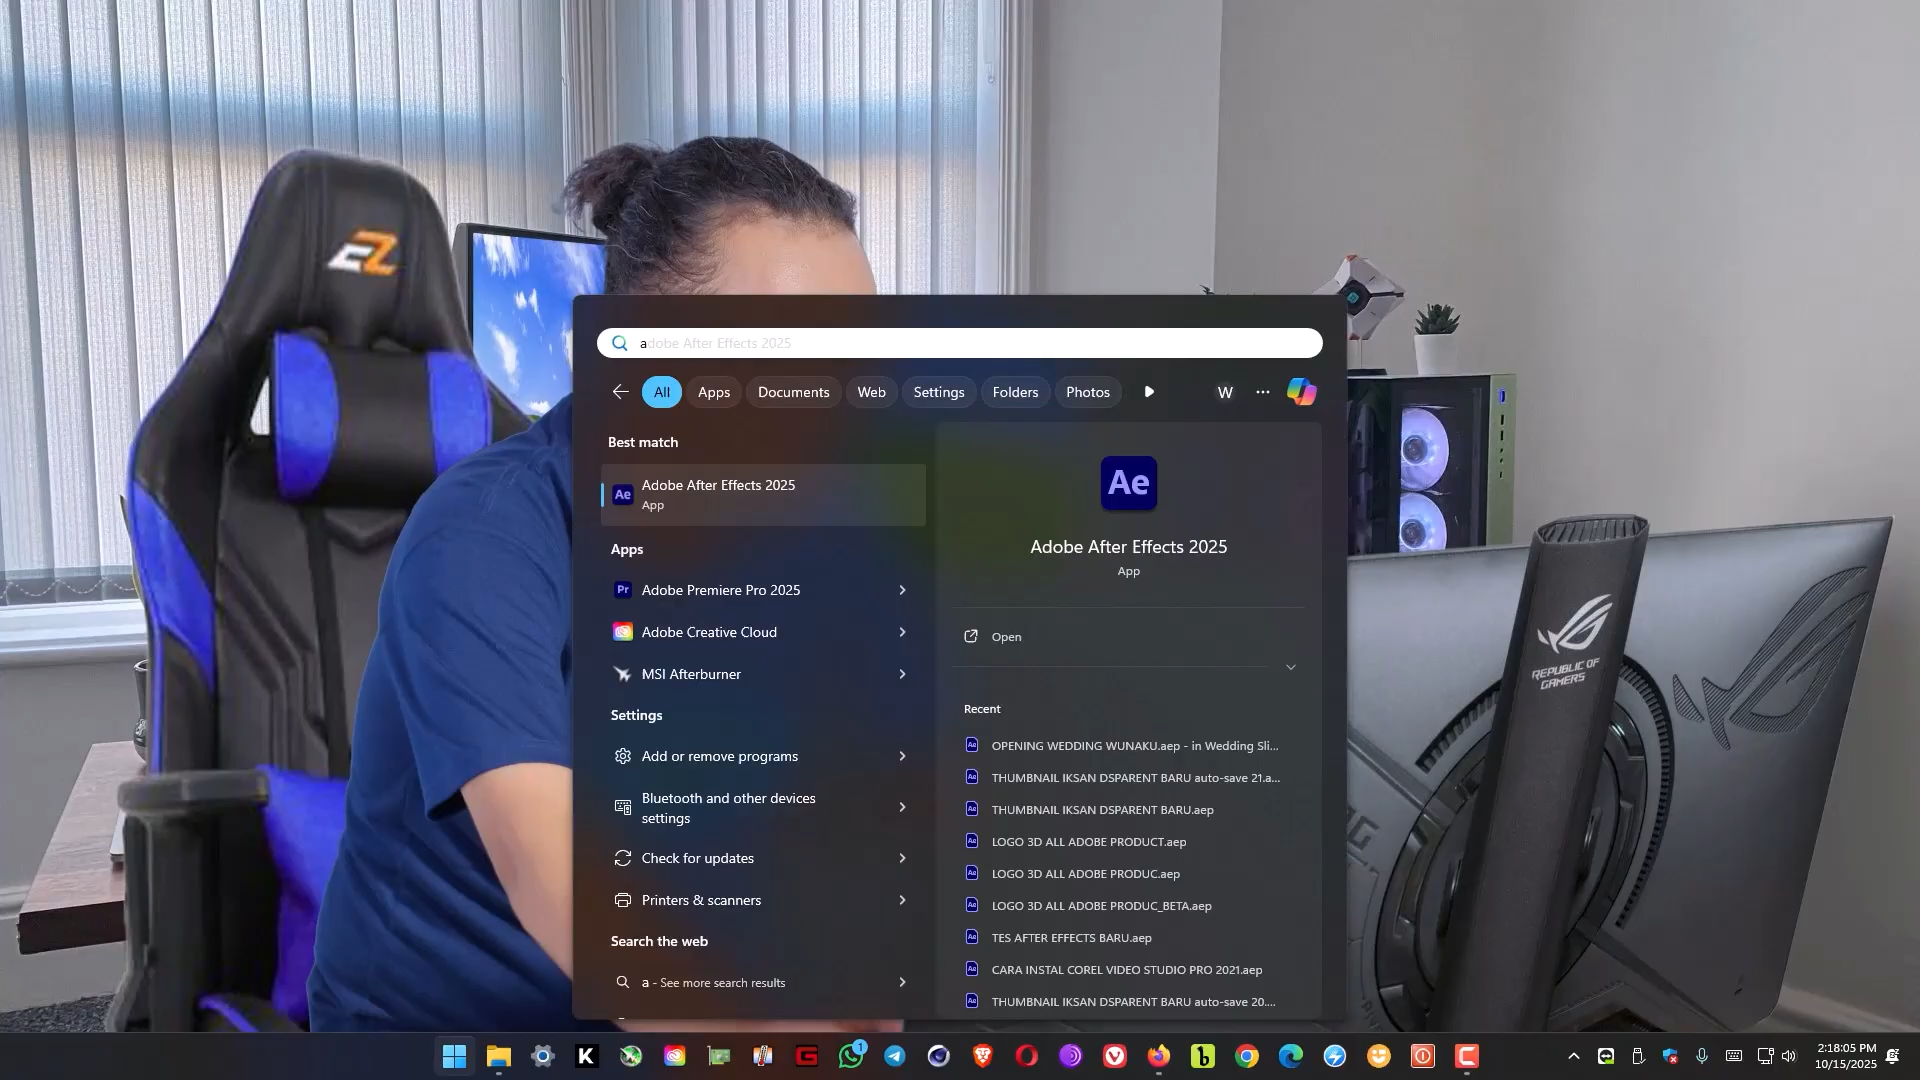 adobe After Effects 2025
All
Apps
Documents
Web
Settings
Folders
Photos
W
Best match
Adobe After Effects 2025
App
Apps
Adobe Premiere Pro 2025
Adobe Creative Cloud
MSI Afterburner
Settings
Add or remove programs
Bluetooth and other devices
settings
Check for updates
Printers & scanners
Search the web
a - See more search results
Ae
Adobe After Effects 2025
App
Open
Recent
OPENING WEDDING WUNAKU.aep - in Wedding Sli...
THUMBNAIL IKSAN DSPARENT BARU auto-save 21.a...
THUMBNAIL IKSAN DSPARENT BARU.aep
LOGO 3D ALL ADOBE PRODUCT.aep
LOGO 3D ALL ADOBE PRODUC.aep
LOGO 3D ALL ADOBE PRODUC_BETA.aep
TES AFTER EFFECTS BARU.aep
CARA INSTAL COREL VIDEO STUDIO PRO 2021.aep
THUMBNAIL IKSAN DSPARENT BARU auto-save 20....
REPUBLIC OF
GAMERS
2:18:05 PM
10/15/2025